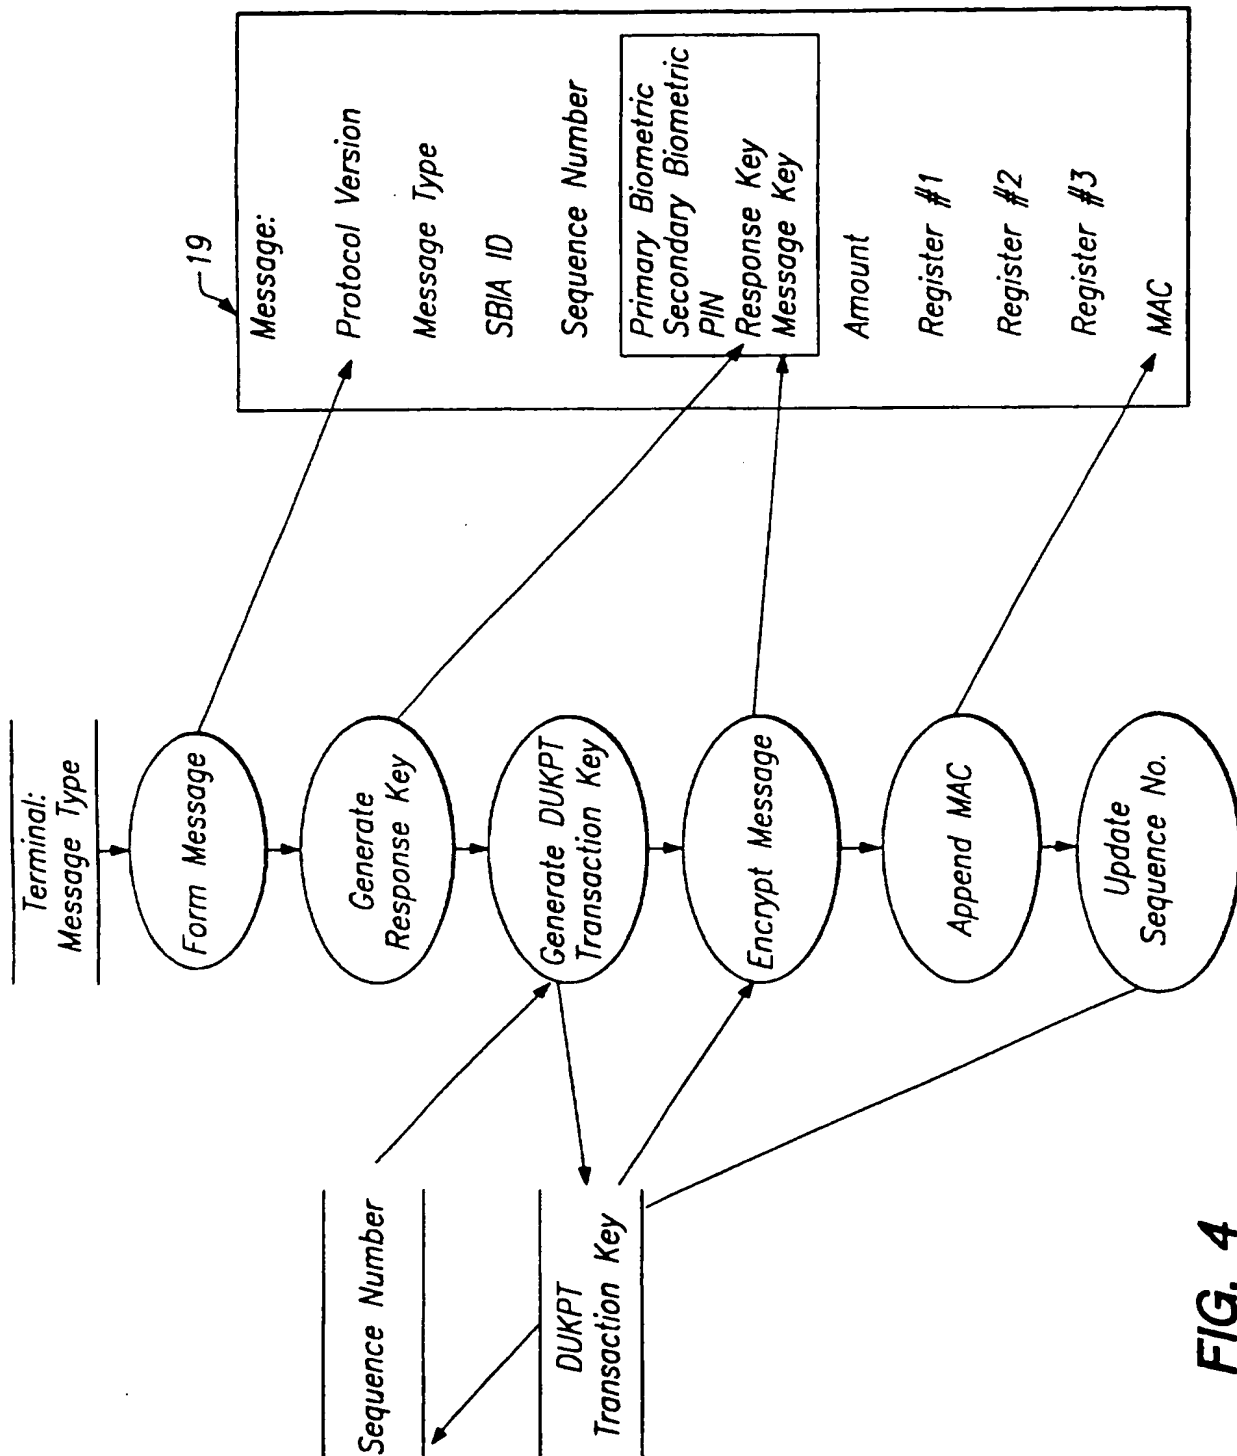 Terminal:
Message Type
Form Message
Generate
Response Key
Generate DUKPT
Transaction Key
Encrypt Message
Append MAC
Update
Sequence No.
Sequence Number
DUKPT
Transaction Key
19
Message:
Protocol Version
Message Type
SBIA ID
Sequence Number
Primary Biometric
Secondary Biometric
PIN
Response Key
Message Key
Amount
Register #1
Register #2
Register #3
MAC
FIG. 4